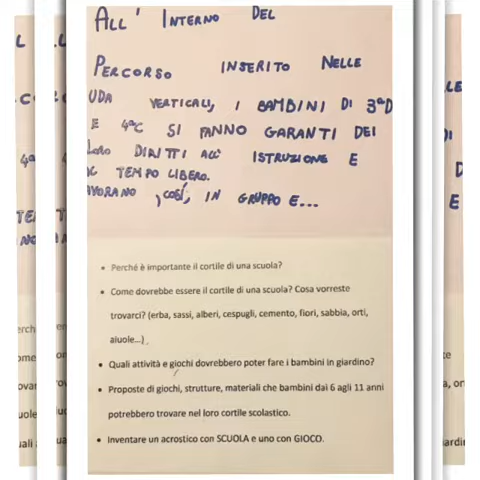 ALL' INTERNO DEL
PERCORSO INSERITO NELLE
UDA VERTICALI, I BAMBINI DI 3ªD
E 4ªC SI FANNO GARANTI DEI
LORO DIRITTI ALL' ISTRUZIONE E
AL TEMPO LIBERO.
AVORANO, COSÍ, IN GRUPPO E...
• Perché è importante il cortile di una scuola?
• Come dovrebbe essere il cortile di una scuola? Cosa vorreste
trovarci? (erba, sassi, alberi, cespugli, cemento, fiori, sabbia, orti,
aiuole...)
• Quali attività e giochi dovrebbero poter fare i bambini in giardino?
• Proposte di giochi, strutture, materiali che bambini dai 6 agli 11 anni
potrebbero trovare nel loro cortile scolastico.
• Inventare un acrostico con SCUOLA e uno con GIOCO.